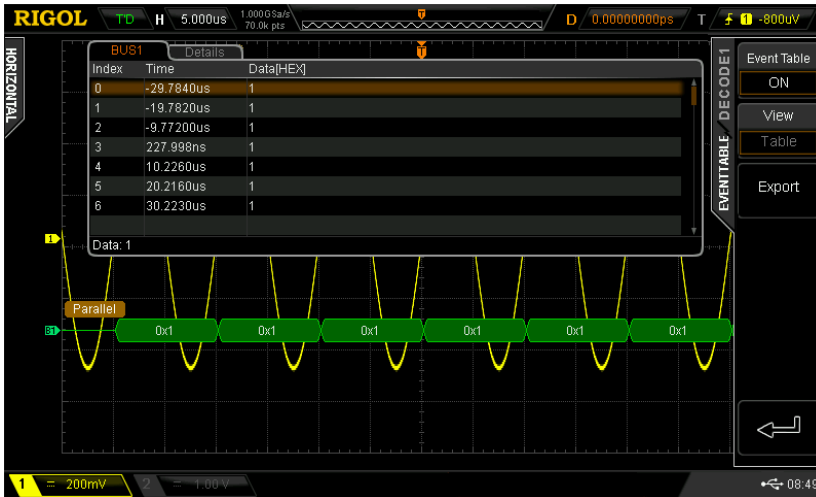 RIGOL T'D H 5.000us 1.000GSa/s 70.0k pts D 0.00000000ps T 1 -800uV
HORIZONTAL
BUS1 Details
Index Time Data[HEX]
0 -29.7840us 1
1 -19.7820us 1
2 -9.77200us 1
3 227.998ns 1
4 10.2260us 1
5 20.2160us 1
6 30.2230us 1
Data: 1
EVENTTABLE DECODE1
Event Table
ON
View
Table
Export
T
1
Parallel
B1 0x1 0x1 0x1 0x1 0x1 0x1
1 = 200mV 2 = 1.00 V 08:49